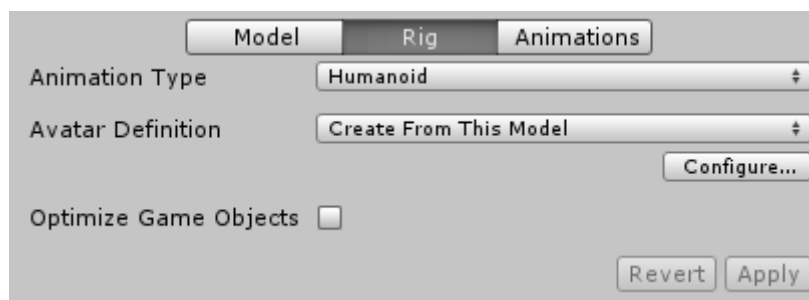 Model Rig Animations
Animation Type Humanoid
Avatar Definition Create From This Model
Configure...
Optimize Game Objects
Revert Apply